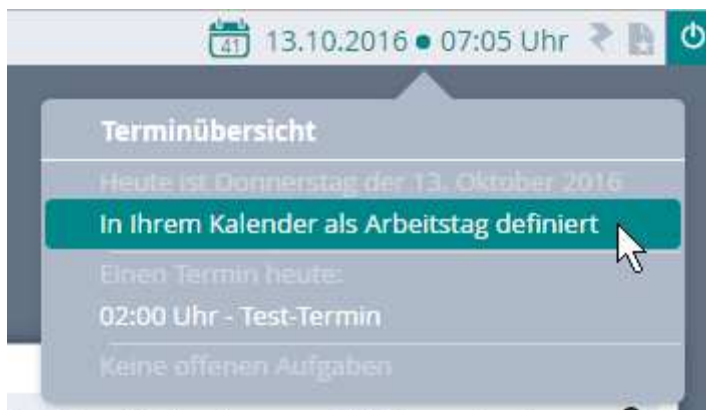 41 13.10.2016 ● 07:05 Uhr
Terminübersicht
Heute ist Donnerstag der 13. Oktober 2016
In Ihrem Kalender als Arbeitstag definiert
Einen Termin heute:
02:00 Uhr - Test-Termin
Keine offenen Aufgaben